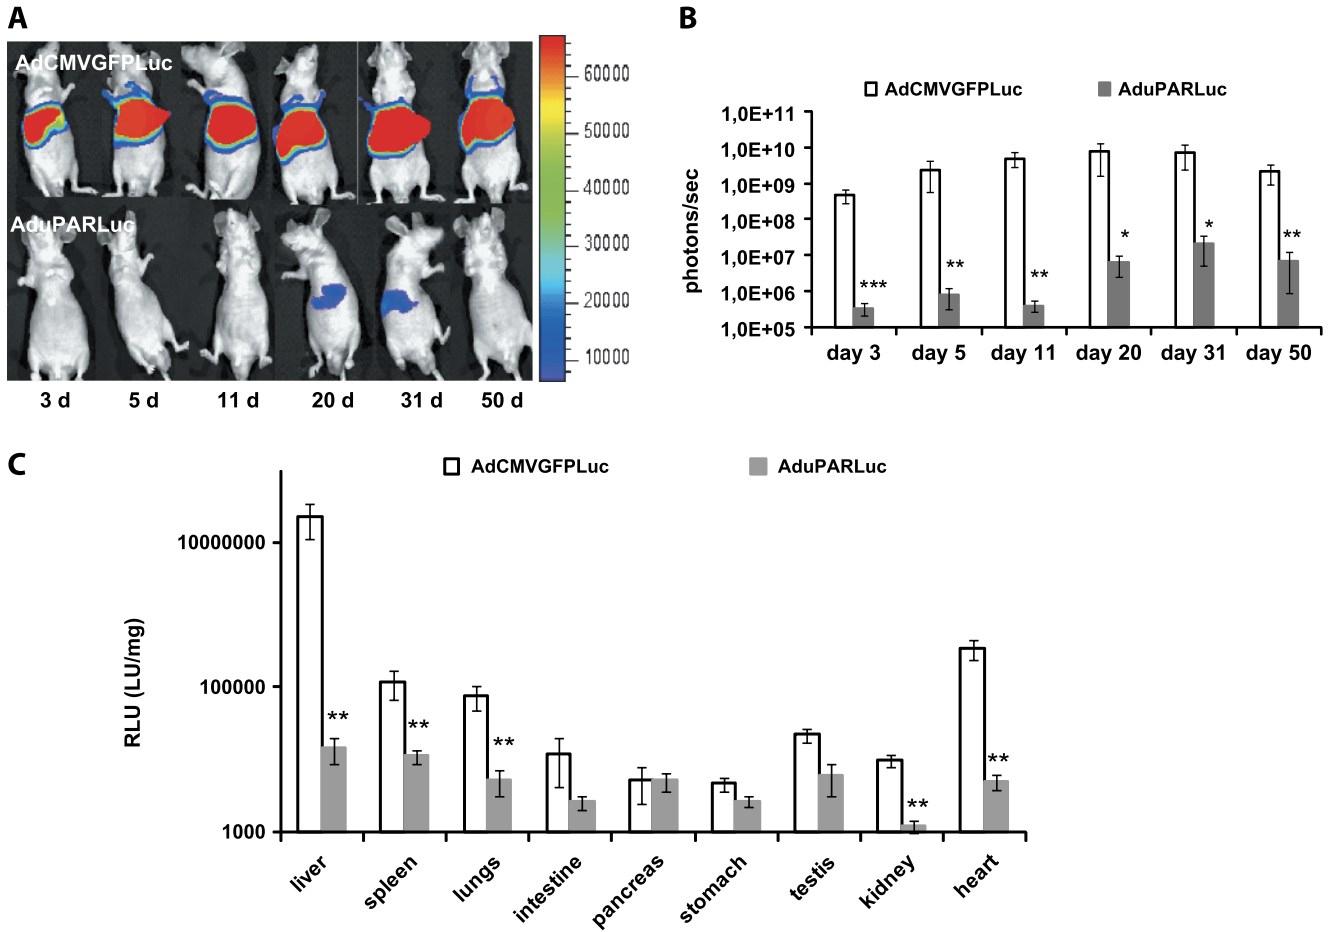 A
AdCMVGFPLuc
AduPARLuc
60000
50000
40000
30000
20000
10000
3 d 5 d 11 d 20 d 31 d 50 d
B
AdCMVGFPLuc AduPARLuc
photons/sec
1,0E+11
1,0E+10
1,0E+09
1,0E+08
1,0E+07
1,0E+06
1,0E+05
*** ** ** * * **
day 3 day 5 day 11 day 20 day 31 day 50
C
AdCMVGFPLuc AduPARLuc
RLU (LU/mg)
10000000
100000
1000
** ** ** ** **
liver spleen lungs intestine pancreas stomach testis kidney heart